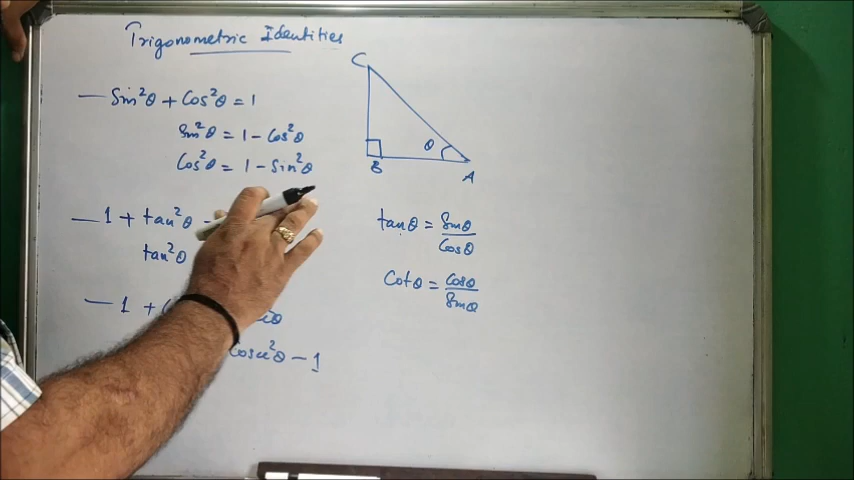 Trigonometric Identities
— Sin²θ + Cos²θ = 1
Sin²θ = 1 - Cos²θ
Cos²θ = 1 - Sin²θ
— 1 + tan²θ
tan²θ
— 1 +
Cosec²θ - 1
C
θ
B
A
tanθ = Sinθ/Cosθ
Cotθ = Cosθ/Sinθ